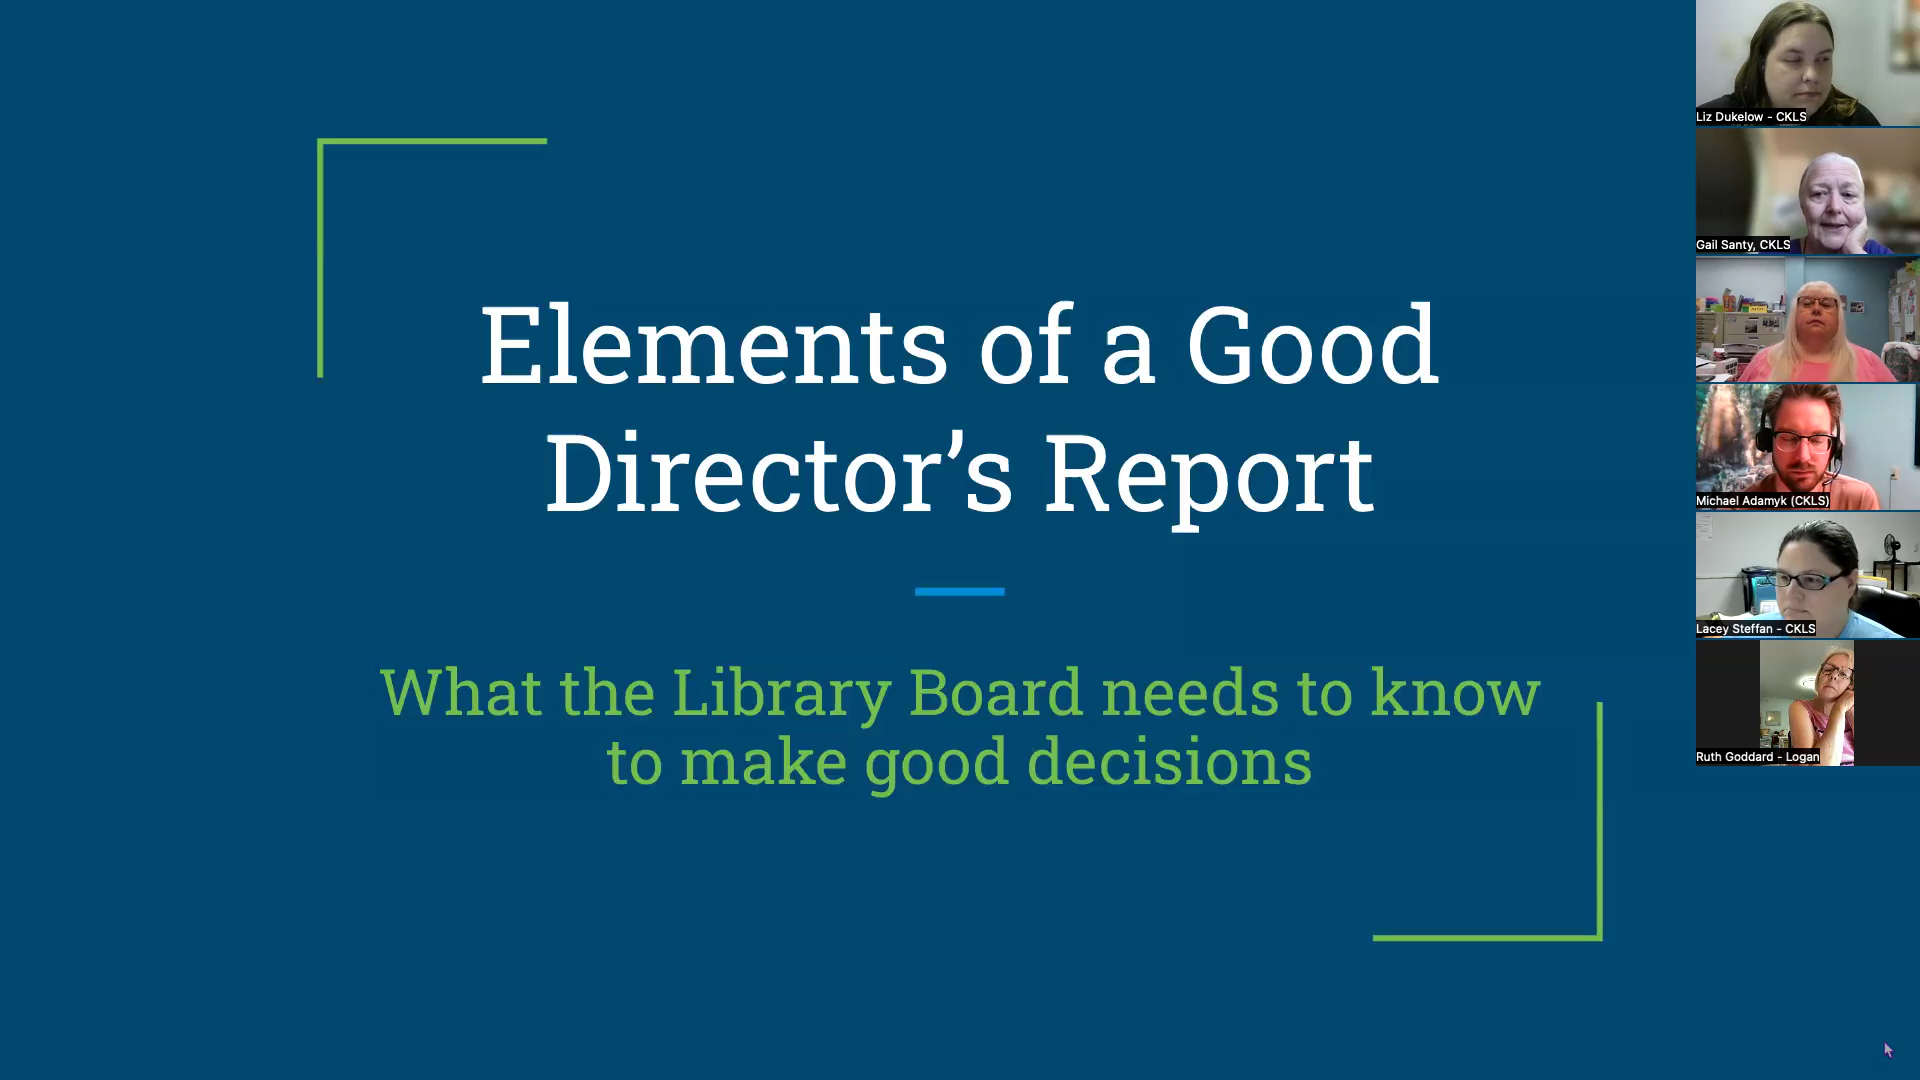 Elements of a Good
Director’s Report
What the Library Board needs to know
to make good decisions
Liz Dukelow - CKLS
Gail Santy, CKLS
Michael Adamyk (CKLS)
Lacey Steffan - CKLS
Ruth Goddard - Logan